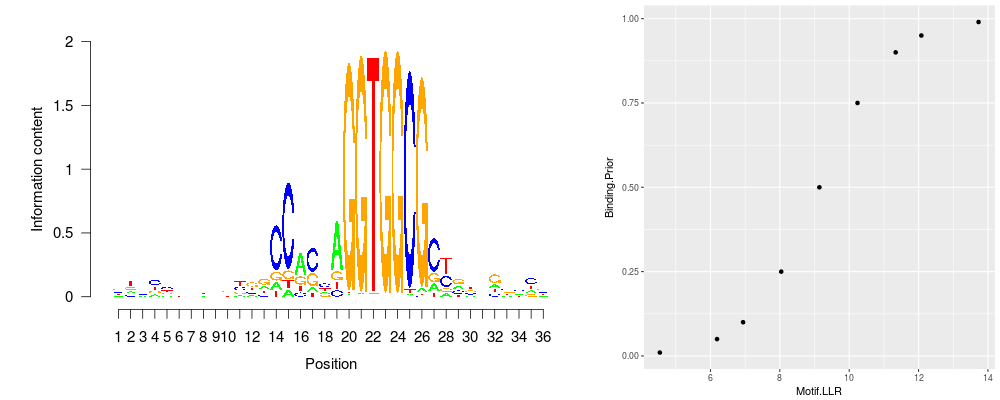 2
1.5
1
0.5
0
Information content
1 2 3 4 5 6 7 8 9 10 12 14 16 18 20 22 24 26 28 30 32 34 36
Position
C C A C A G G T G G C G C T
1.00
0.75
0.50
0.25
0.00
Binding.Prior
6 8 10 12 14
Motif.LLR